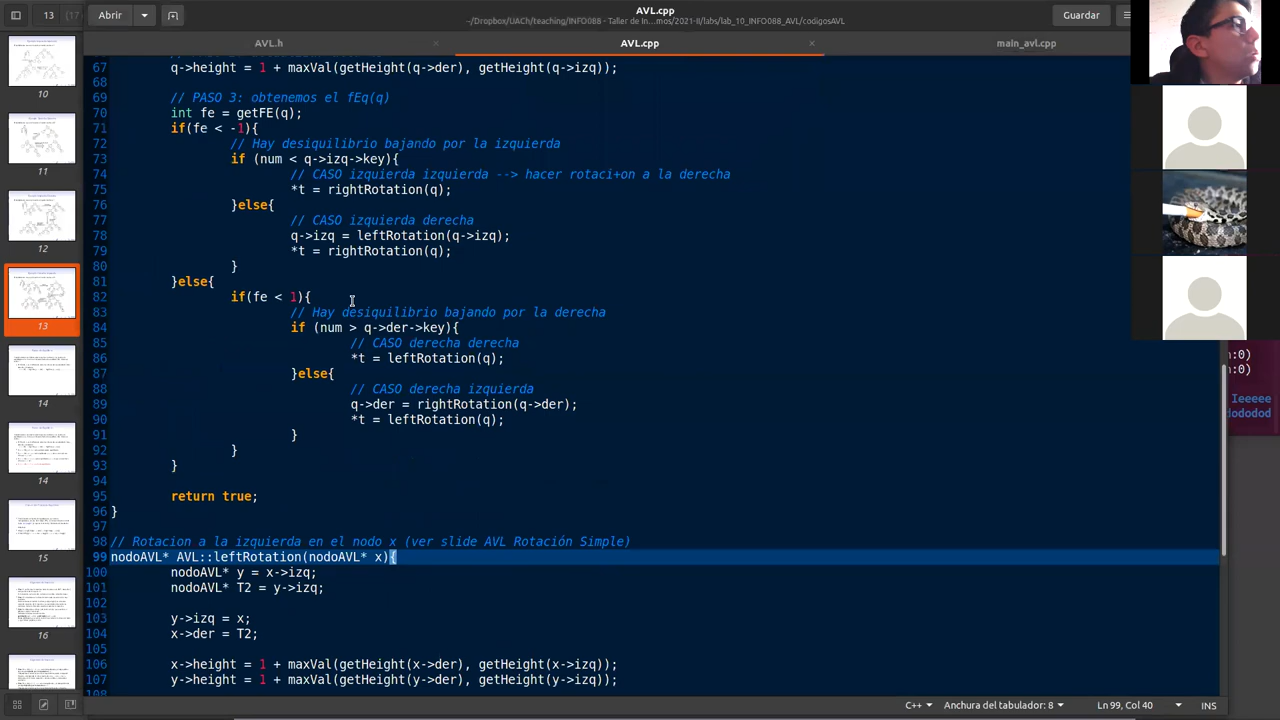 13
(17)
Abrir
AVL.cpp
~/Dropbox/UACh/teaching/INFO088 - Taller de In…mos/2021-II/labs/lab_10_INFO088_AVL/codigosAVL
Guardar
AVL.h
AVL.cpp
main_avl.cpp
10
11
12
13
14
14
15
16
67 q->height = 1 + maxVal(getHeight(q->der), getHeight(q->izq));
68
69 // PASO 3: obtenemos el fEq(q)
70 int fe = getFE(q);
71 if(fe < -1){
72 // Hay desiquilibrio bajando por la izquierda
73 if (num < q->izq->key){
74 // CASO izquierda izquierda --> hacer rotaci+on a la derecha
75 *t = rightRotation(q);
76 }else{
77 // CASO izquierda derecha
78 q->izq = leftRotation(q->izq);
79 *t = rightRotation(q);
80 }
81 }else{
82 if(fe < 1){
83 // Hay desiquilibrio bajando por la derecha
84 if (num > q->der->key){
85 // CASO derecha derecha
86 *t = leftRotation(q);
87 }else{
88 // CASO derecha izquierda
89 q->der = rightRotation(q->der);
90 *t = leftRotation(q);
91 }
92 }
93 }
94
95 return true;
96 }
97
98 // Rotacion a la izquierda en el nodo x (ver slide AVL Rotación Simple)
99 nodoAVL* AVL::leftRotation(nodoAVL* x){
100 nodoAVL* y = x->izq;
101 nodoAVL* T2 = y->izq;
102
103 y->izq = x;
104 x->der = T2;
105
106 x->height = 1 + maxVal(getHeight(x->der), getHeight(x->izq));
107 y->height = 1 + maxVal(getHeight(y->der), getHeight(y->izq));
108
n:0)
n:0)
Ieeeee
dododod
C++
Anchura del tabulador: 8
Ln 99, Col 40
INS